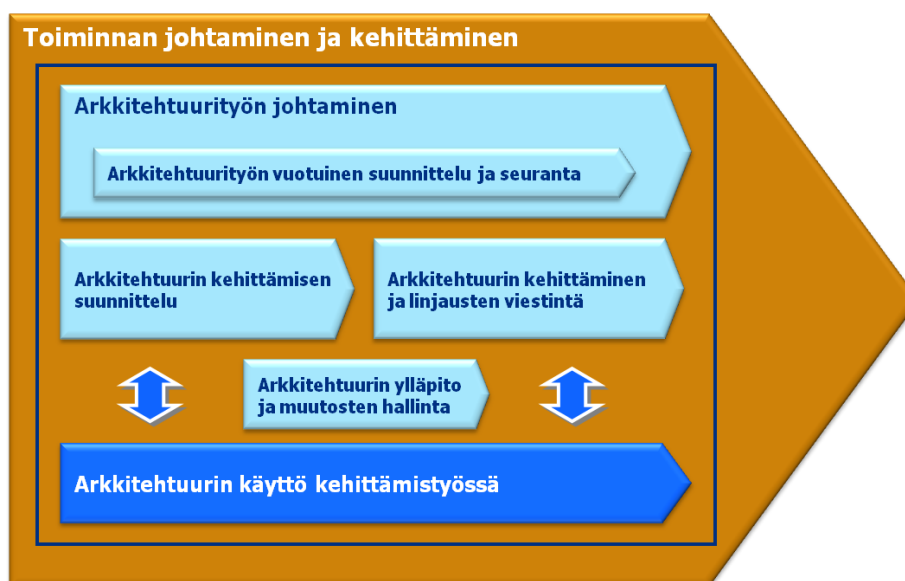 Toiminnan johtaminen ja kehittäminen
Arkkitehtuurityön johtaminen
Arkkitehtuurityön vuotuinen suunnittelu ja seuranta
Arkkitehtuurin kehittämisen
suunnittelu
Arkkitehtuurin kehittäminen
ja linjausten viestintä
Arkkitehtuurin ylläpito
ja muutosten hallinta
Arkkitehtuurin käyttö kehittämistyössä